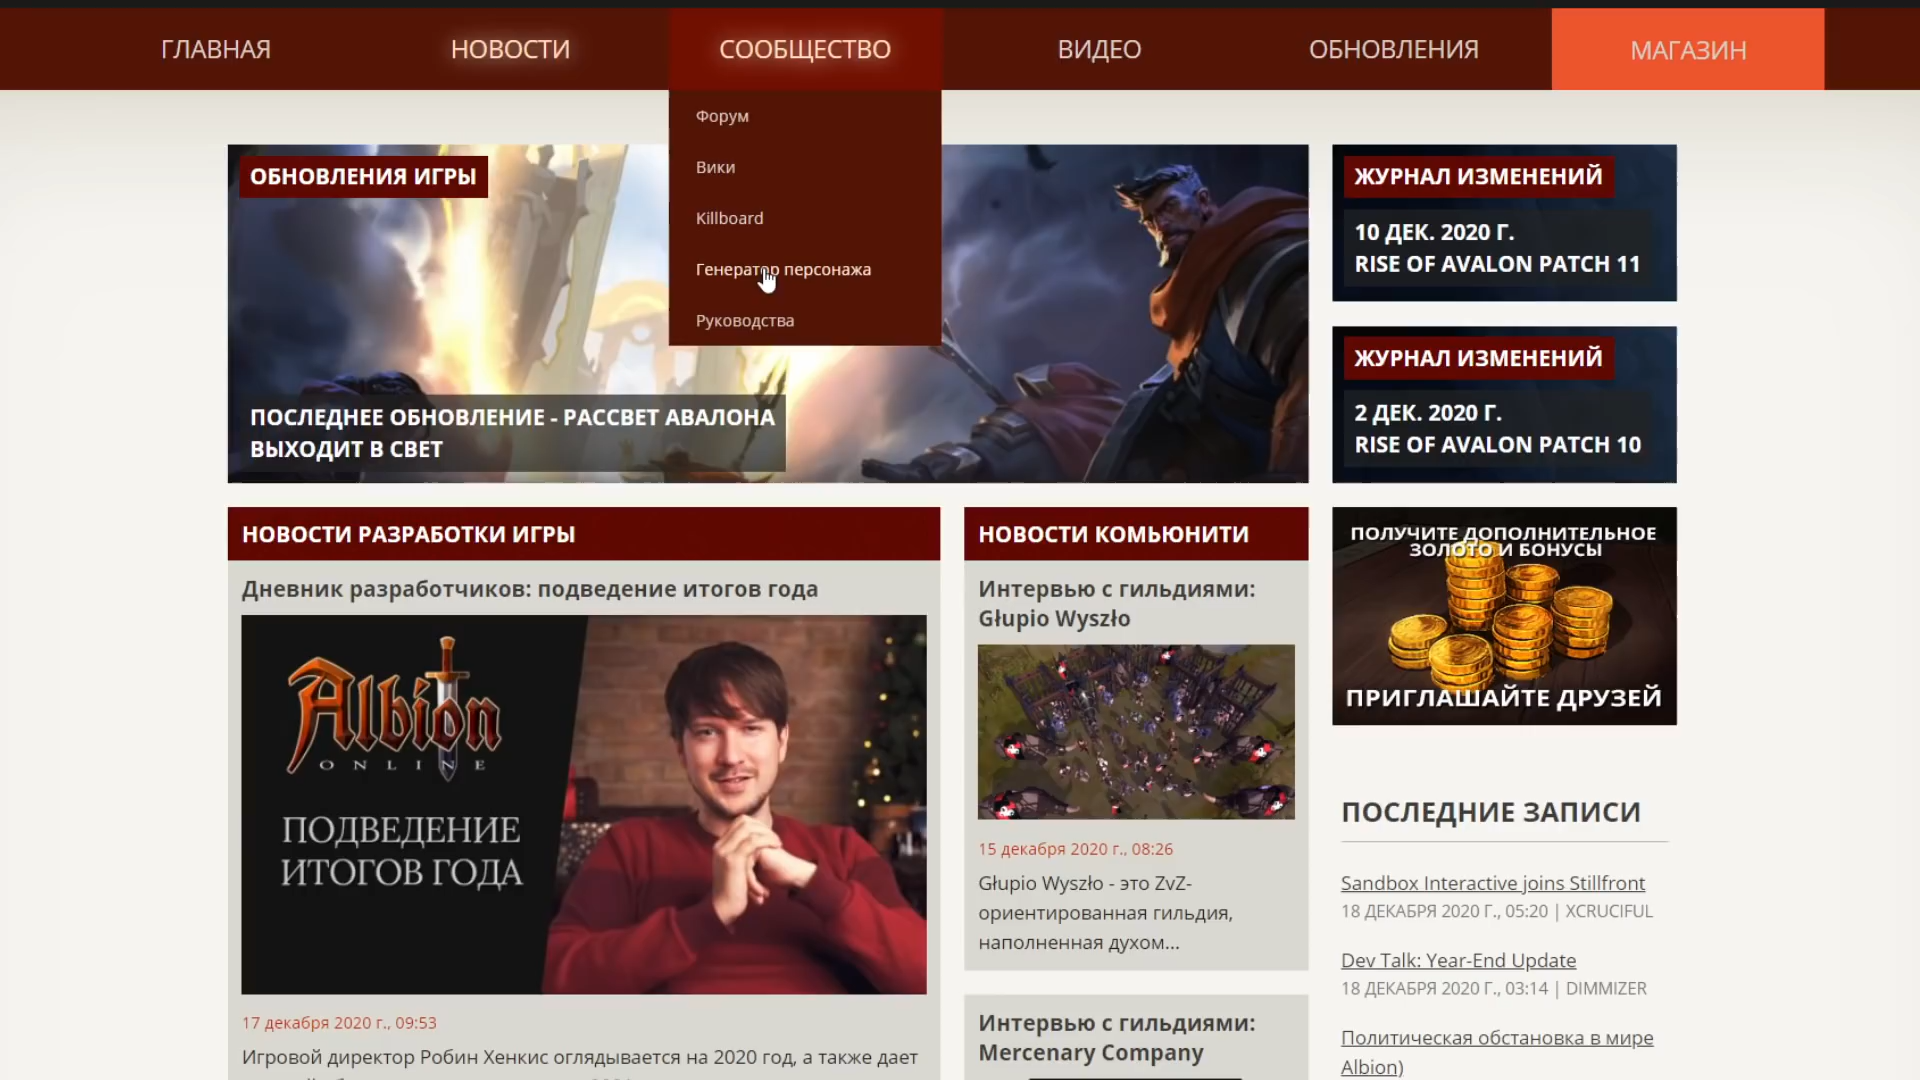 ГЛАВНАЯ
НОВОСТИ
СООБЩЕСТВО
ВИДЕО
ОБНОВЛЕНИЯ
МАГАЗИН
Форум
Вики
Killboard
Генератор персонажа
Руководства
ОБНОВЛЕНИЯ ИГРЫ
ПОСЛЕДНЕЕ ОБНОВЛЕНИЕ - РАССВЕТ АВАЛОНА
ВЫХОДИТ В СВЕТ
ЖУРНАЛ ИЗМЕНЕНИЙ
10 ДЕК. 2020 Г.
RISE OF AVALON PATCH 11
ЖУРНАЛ ИЗМЕНЕНИЙ
2 ДЕК. 2020 Г.
RISE OF AVALON PATCH 10
НОВОСТИ РАЗРАБОТКИ ИГРЫ
Дневник разработчиков: подведение итогов года
Albion
ONLINE
ПОДВЕДЕНИЕ
ИТОГОВ ГОДА
17 декабря 2020 г., 09:53
Игровой директор Робин Хенкис оглядывается на 2020 год, а также дает
НОВОСТИ КОМЬЮНИТИ
Интервью с гильдиями:
Głupio Wyszło
15 декабря 2020 г., 08:26
Głupio Wyszło - это ZvZ-
ориентированная гильдия,
наполненная духом...
Интервью с гильдиями:
Mercenary Company
ПОЛУЧИТЕ ДОПОЛНИТЕЛЬНОЕ
ЗОЛОТО И БОНУСЫ
ПРИГЛАШАЙТЕ ДРУЗЕЙ
ПОСЛЕДНИЕ ЗАПИСИ
Sandbox Interactive joins Stillfront
18 ДЕКАБРЯ 2020 Г., 05:20 | XCRUCIFUL
Dev Talk: Year-End Update
18 ДЕКАБРЯ 2020 Г., 03:14 | DIMMIZER
Политическая обстановка в мире
Albion)